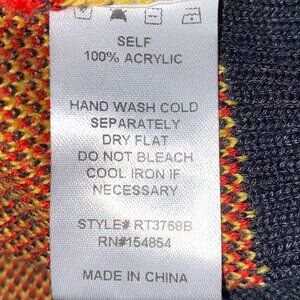 SELF
100% ACRYLIC
HAND WASH COLD
SEPARATELY
DRY FLAT
DO NOT BLEACH
COOL IRON IF
NECESSARY
STYLE# RT3768B
RN#154854
MADE IN CHINA